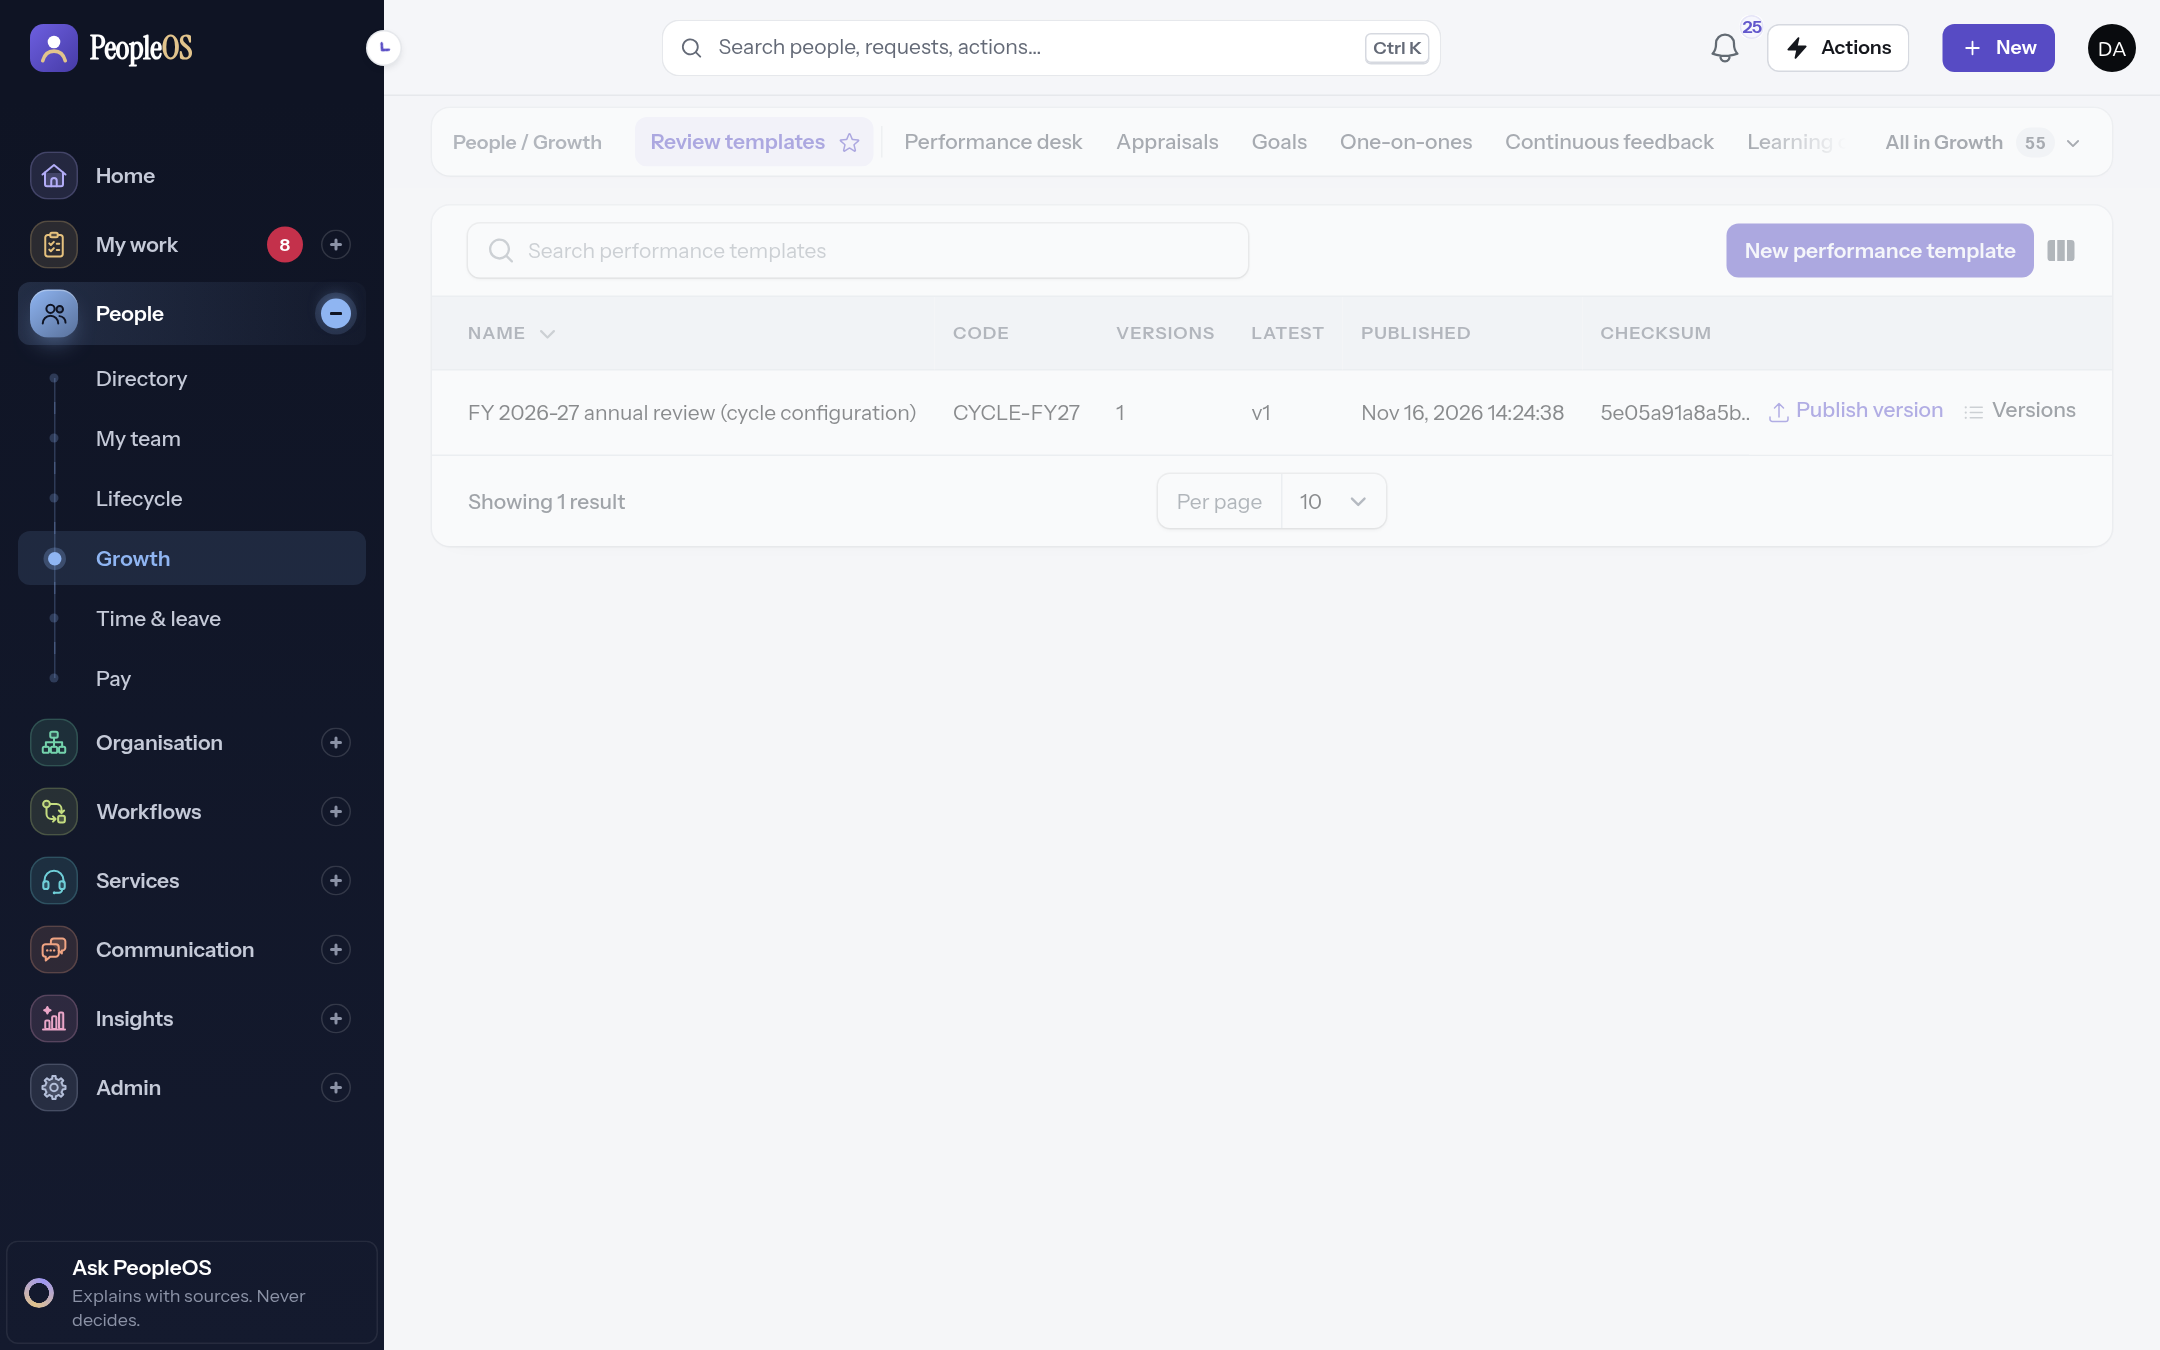 PeopleOS
Search people, requests, actions...
Ctrl K
25
Actions
New
DA
Home
My work
8
People
Directory
My team
Lifecycle
Growth
Time & leave
Pay
Organisation
Workflows
Services
Communication
Insights
Admin
Ask PeopleOS
Explains with sources. Never
decides.
People / Growth
Review templates
Performance desk
Appraisals
Goals
One-on-ones
Continuous feedback
Learning
All in Growth
55
Search performance templates
New performance template
NAME
CODE
VERSIONS
LATEST
PUBLISHED
CHECKSUM
FY 2026-27 annual review (cycle configuration)
CYCLE-FY27
1
v1
Nov 16, 2026 14:24:38
5e05a91a8a5b..
Publish version
Versions
Showing 1 result
Per page
10